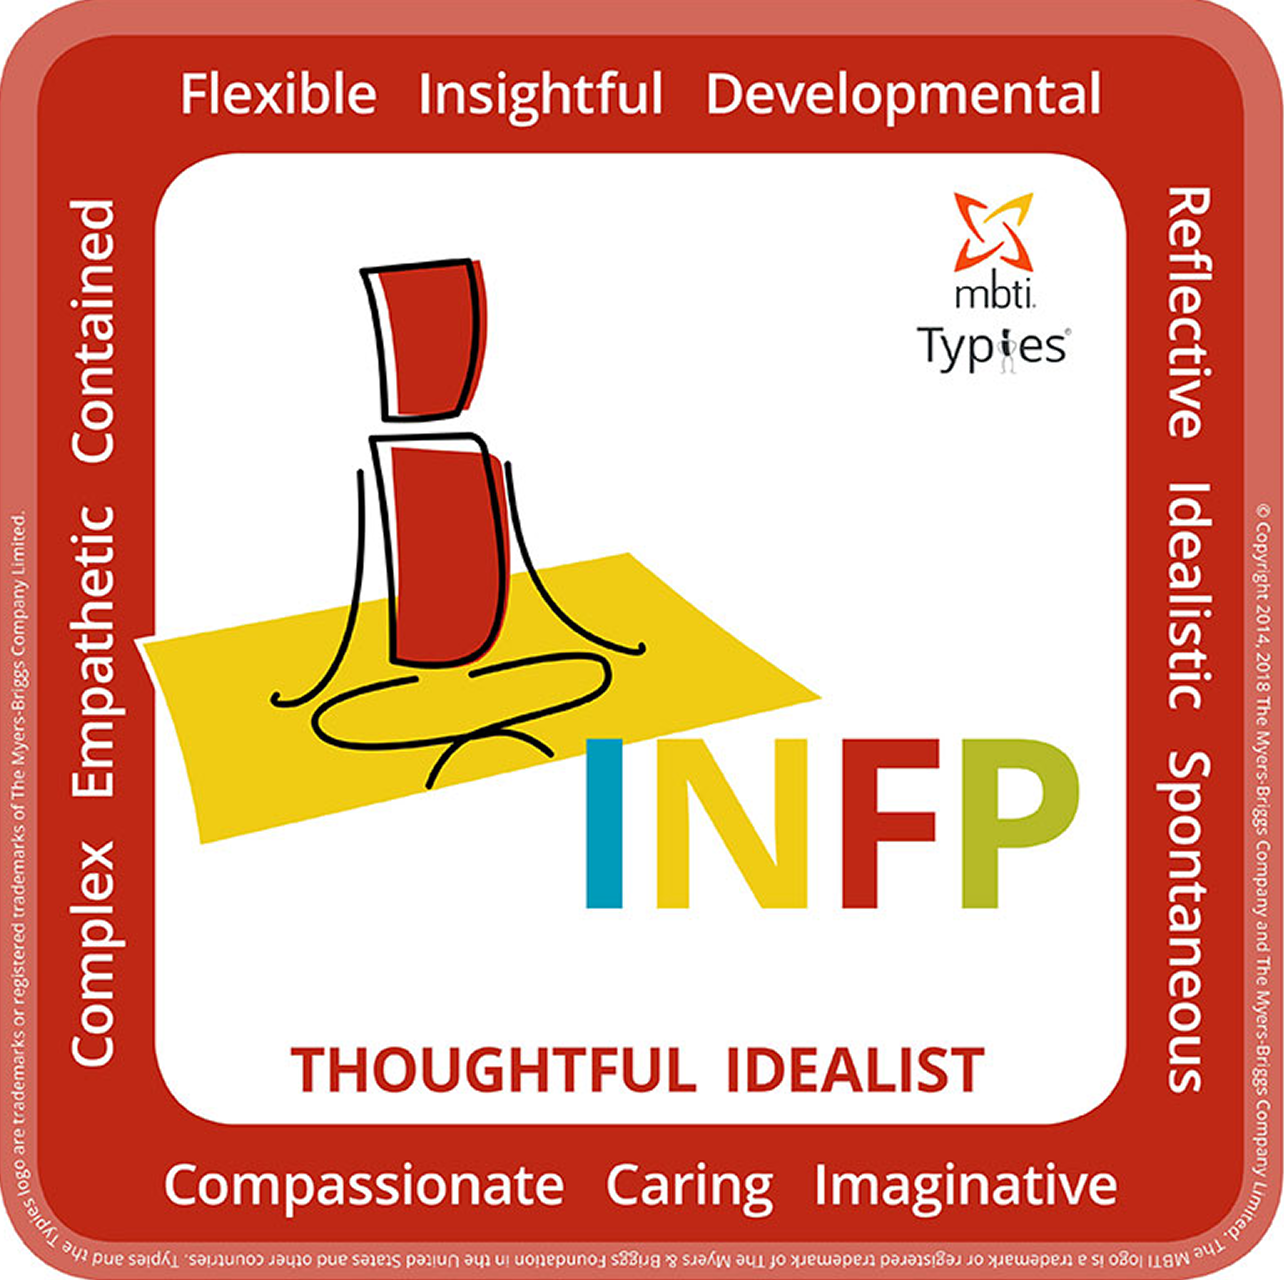 Flexible Insightful Developmental
Reflective Idealistic Spontaneous
Compassionate Caring Imaginative
Complex Empathetic Contained
mbti.
Typies®
INFP
THOUGHTFUL IDEALIST
© Copyright 2014, 2018 The Myers-Briggs Company and The Myers-Briggs Company Limited. The MBTI logo is a trademark or registered trademark of The Myers & Briggs Foundation in the United States and other countries. Typies and the Typies logo are trademarks or registered trademarks of The Myers-Briggs Company Limited.